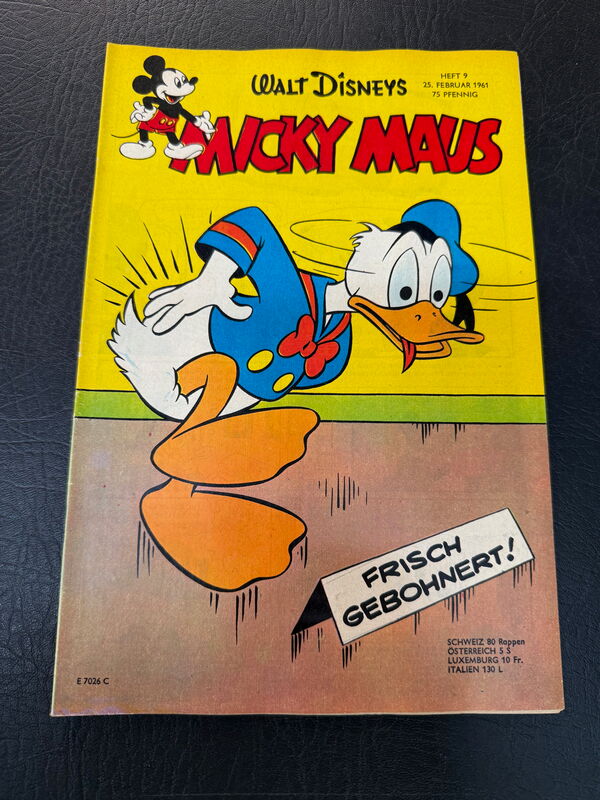 WALT DISNEYS
HEFT 9
25. FEBRUAR 1961
75 PFENNIG
MICKY MAUS
FRISCH
GEBOHNERT!
SCHWEIZ 80 Rappen
ÖSTERREICH 5 S
LUXEMBURG 10 Fr.
ITALIEN 130 L
E 7026 C